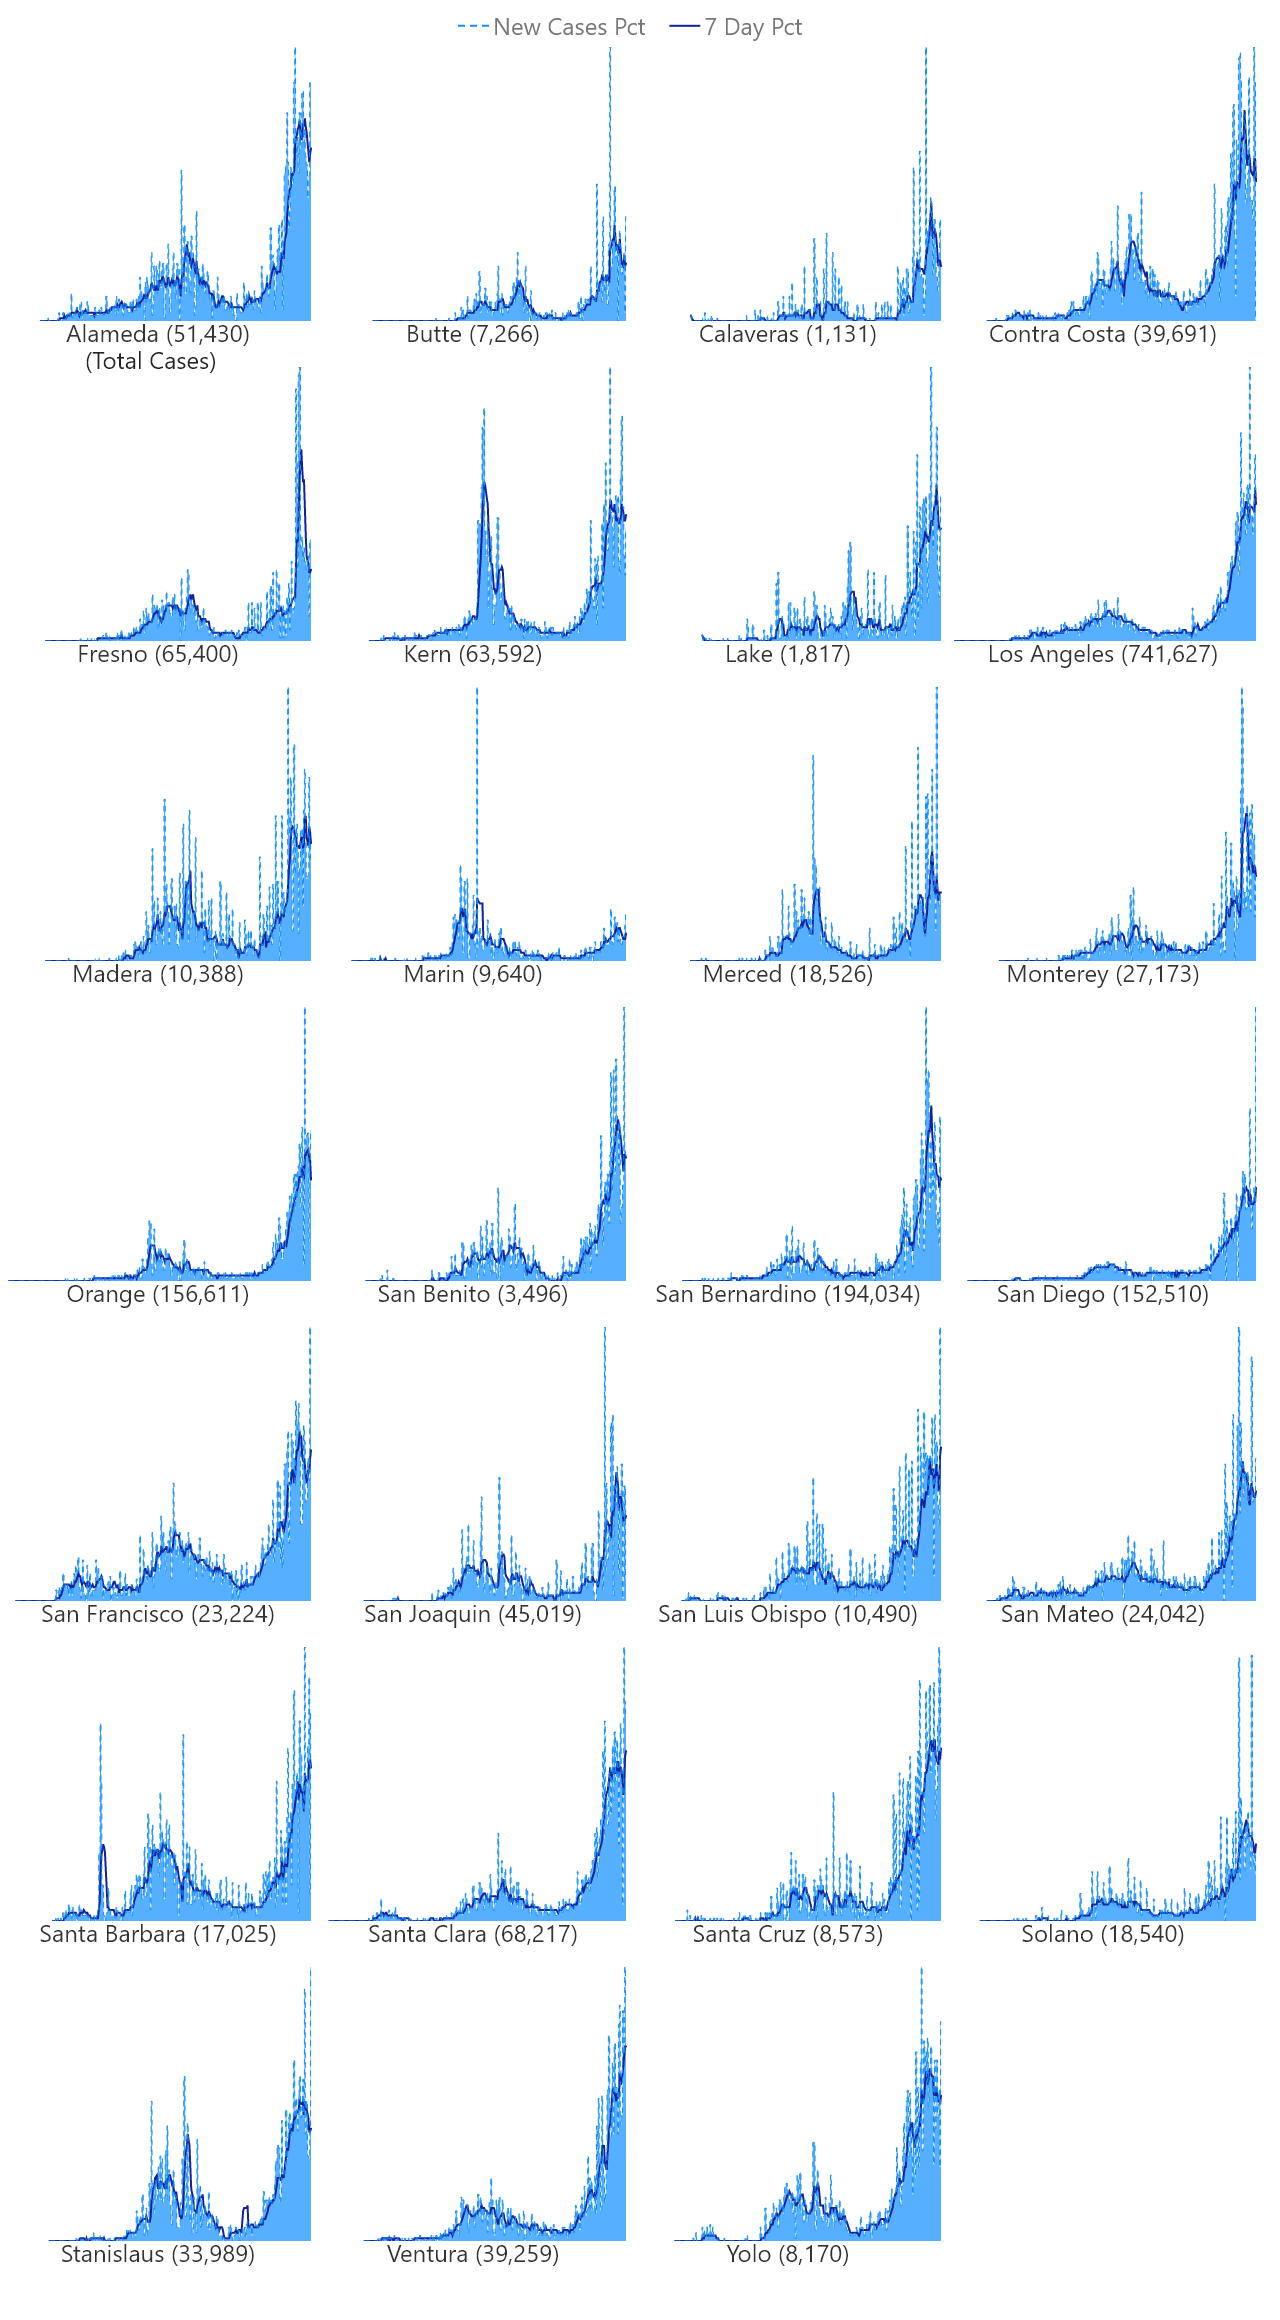 New Cases Pct 7 Day Pct
Alameda (51,430) Butte (7,266) Calaveras (1,131) Contra Costa (39,691)
(Total Cases)
Fresno (65,400) Kern (63,592) Lake (1,817) Los Angeles (741,627)
Madera (10,388) Marin (9,640) Merced (18,526) Monterey (27,173)
Orange (156,611) San Benito (3,496) San Bernardino (194,034) San Diego (152,510)
San Francisco (23,224) San Joaquin (45,019) San Luis Obispo (10,490) San Mateo (24,042)
Santa Barbara (17,025) Santa Clara (68,217) Santa Cruz (8,573) Solano (18,540)
Stanislaus (33,989) Ventura (39,259) Yolo (8,170)